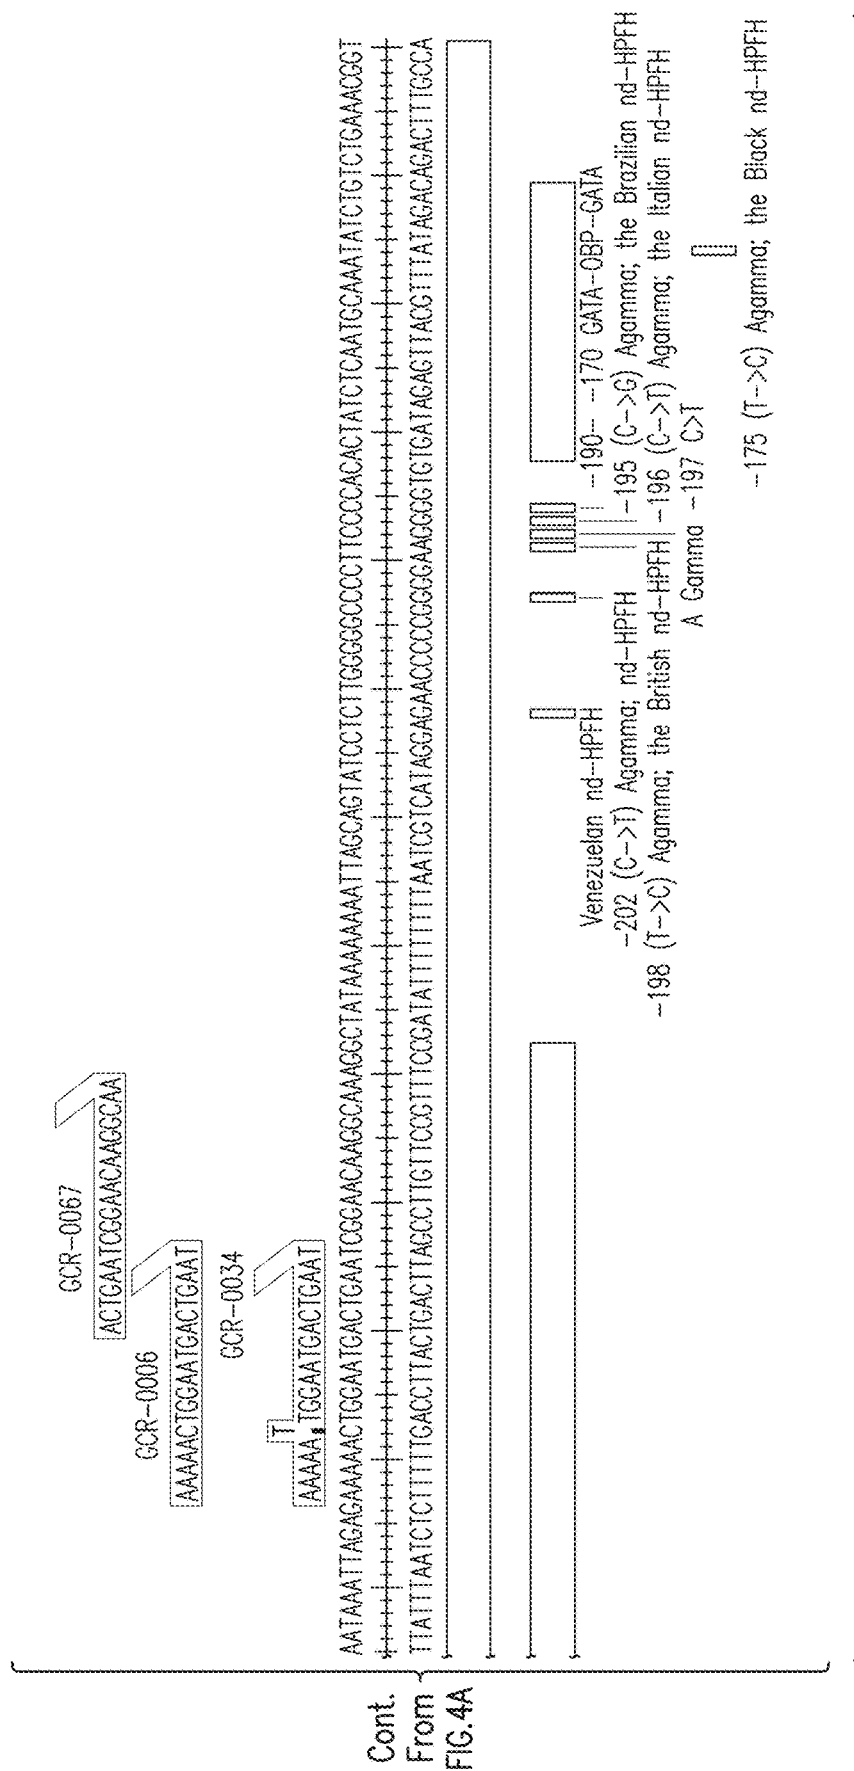 GCR-0067
ACTGAATCGGAACAAGGCAA
GCR-0006
AAAAACTGGAATGACTGAAT
GCR-0034
T
AAAAA TGGAATGACTGAAT
AATAAATTAGAGAAAAACTGGAATGACTGAATCGGAACAAGGCAAAGGCTATAAAAAAAATTAGCAGTATCCTCTTGGGGGCCCCTTCCCCACACTATCTCAATGCAAATATCTGTCTGAAACGGT
TTATTTAATCTCTTTTTGACCTTACTGACTTAGCCTTGTTCCGTTTCCGATATTTTTTTTAATCGTCATAGGAGAACCCCCGGGGAAGGGGTGTGATAGAGTTACGTTTATAGACAGACTTTGCCA
Cont.
From
FIG.4A
Venezuelan nd-HPFH
-190- -170 GATA-OBP-GATA
-202 (C->T) Agamma; nd-HPFH
-195 (C->G) Agamma; the Brazilian nd-HPFH
-198 (T->C) Agamma; the British nd-HPFH
-196 (C->T) Agamma; the Italian nd-HPFH
A Gamma -197 C>T
-175 (T->C) Agamma; the Black nd-HPFH